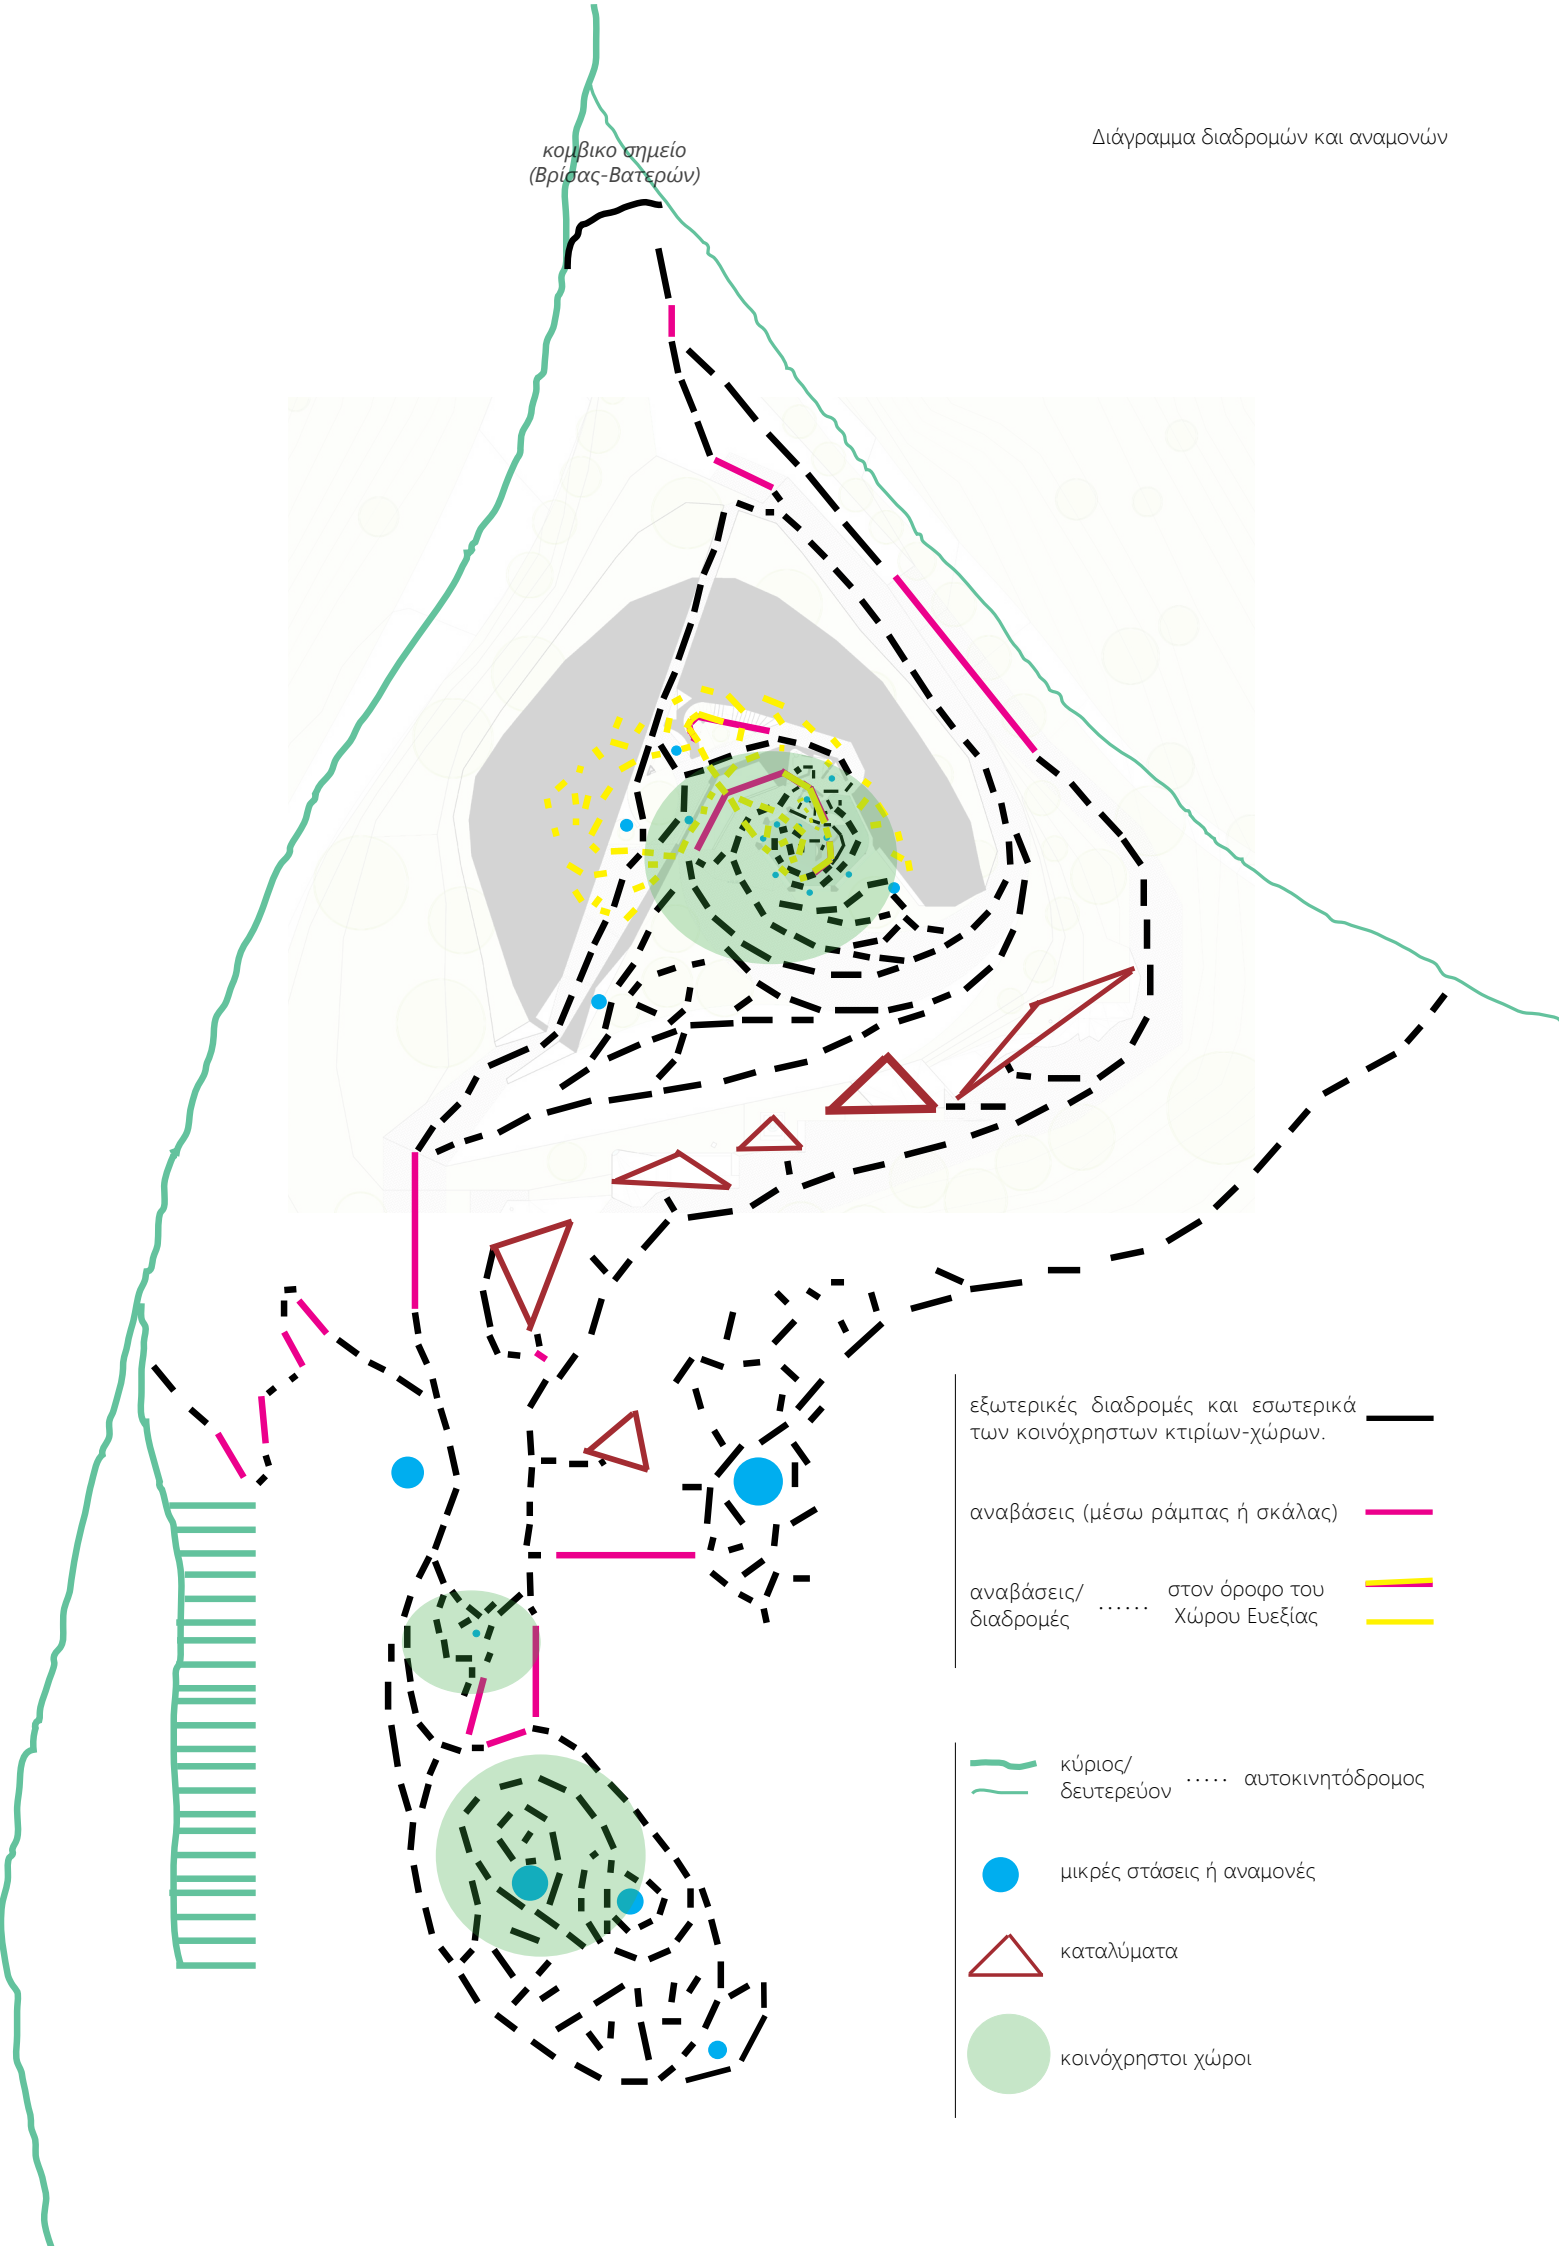 Διάγραμμα διαδρομών και αναμονών
κομβικο σημείο
(Βρίσας-Βατερών)
εξωτερικές διαδρομές και εσωτερικά
των κοινόχρηστων κτιρίων-χώρων.
αναβάσεις (μέσω ράμπας ή σκάλας)
αναβάσεις/
διαδρομές ...... στον όροφο του
Χώρου Ευεξίας
κύριος/
δευτερεύον ..... αυτοκινητόδρομος
μικρές στάσεις ή αναμονές
καταλύματα
κοινόχρηστοι χώροι